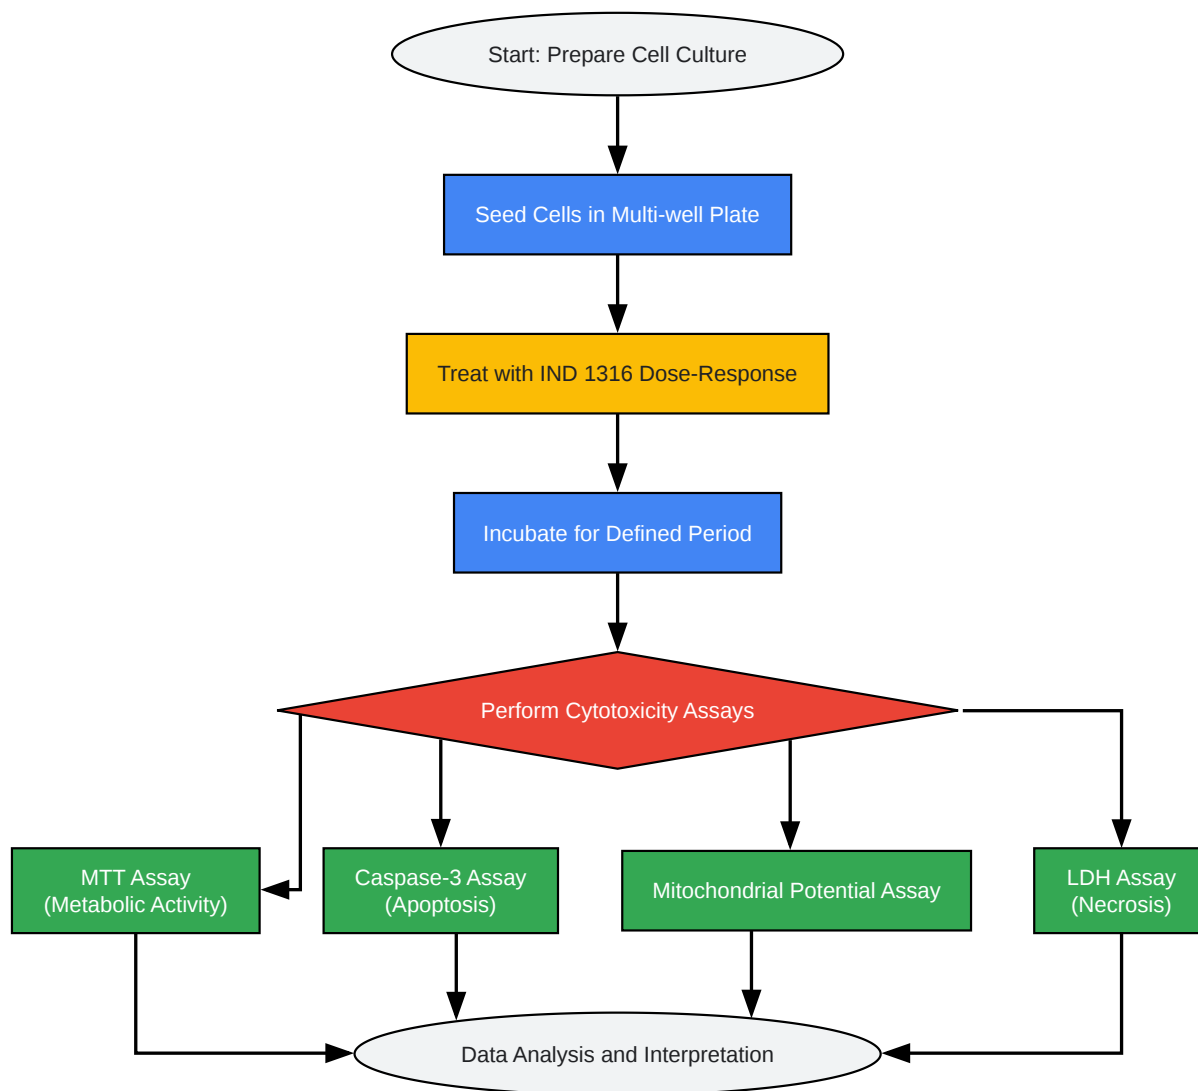 Start: Prepare Cell Culture
Seed Cells in Multi-well Plate
Treat with IND 1316 Dose-Response
Incubate for Defined Period
Perform Cytotoxicity Assays
MTT Assay
(Metabolic Activity)
Caspase-3 Assay
(Apoptosis)
Mitochondrial Potential Assay
LDH Assay
(Necrosis)
Data Analysis and Interpretation